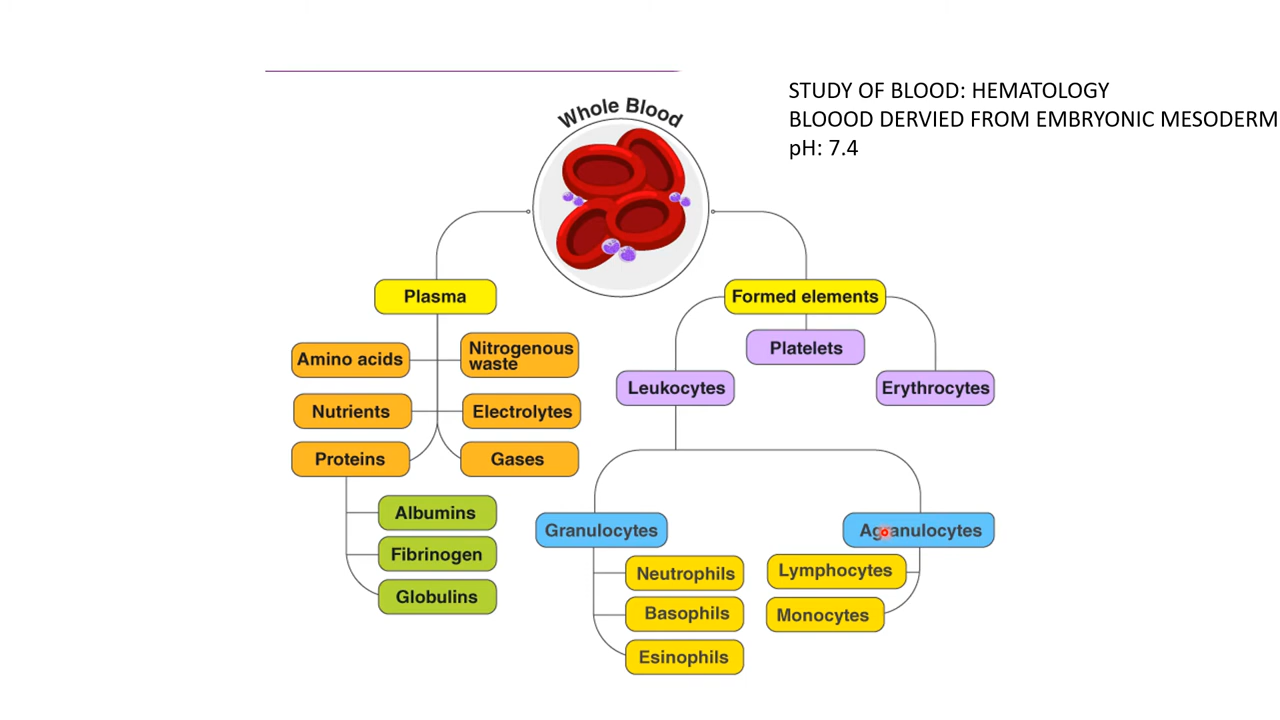 STUDY OF BLOOD: HEMATOLOGY
BLOOOD DERVIED FROM EMBRYONIC MESODERM
pH: 7.4
Whole Blood
Plasma
Formed elements
Amino acids
Nitrogenous
waste
Platelets
Leukocytes
Erythrocytes
Nutrients
Electrolytes
Proteins
Gases
Albumins
Fibrinogen
Globulins
Granulocytes
Agranulocytes
Neutrophils
Basophils
Esinophils
Lymphocytes
Monocytes